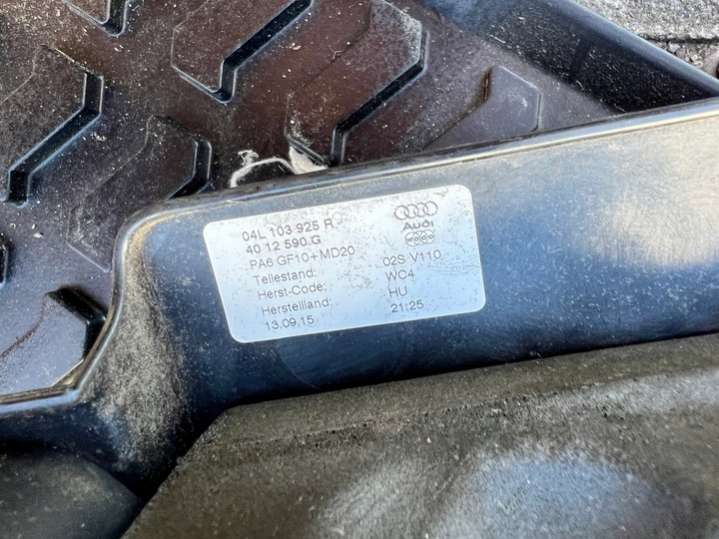 04L 103 925 R
40 12 590.G
PA6 GF10+MD20
Teilestand: 02S V110
Herst-Code: WC4
Herstellland: HU
13.09.15 21:25
Audi